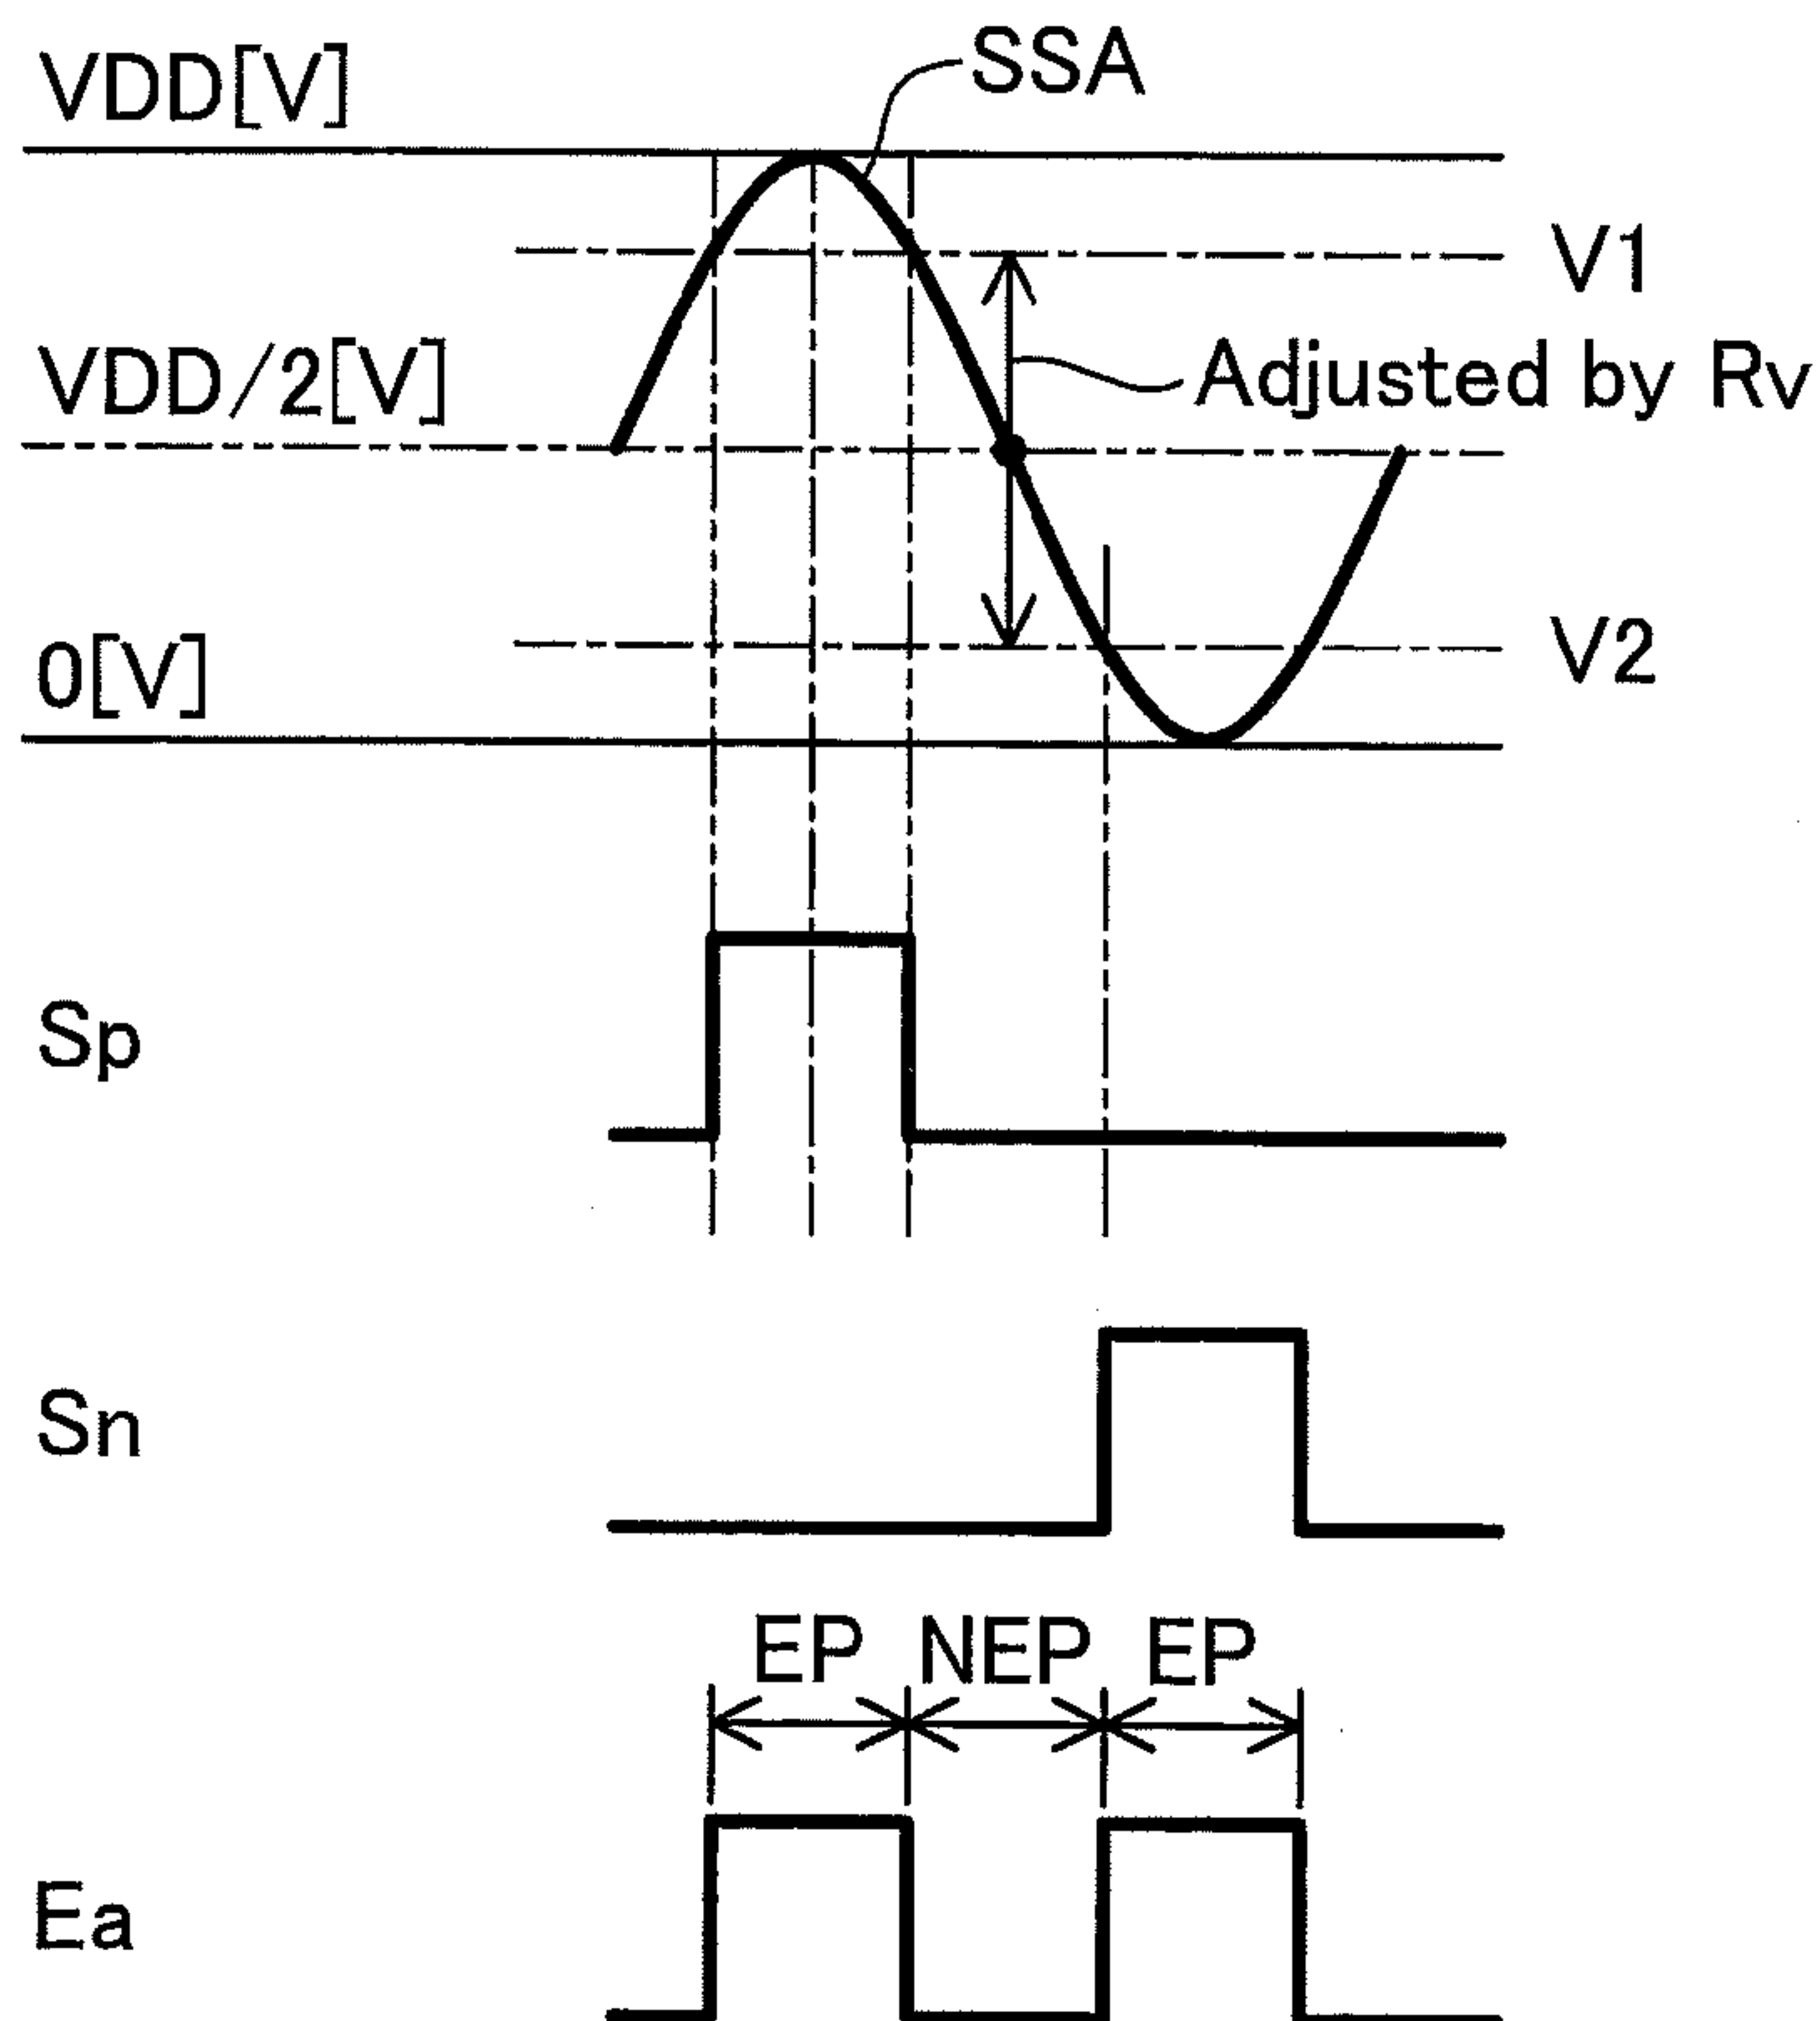 VDD[V]
SSA
V1
VDD/2[V]
Adjusted by Rv
0[V]
V2
Sp
Sn
EP NEP EP
Ea